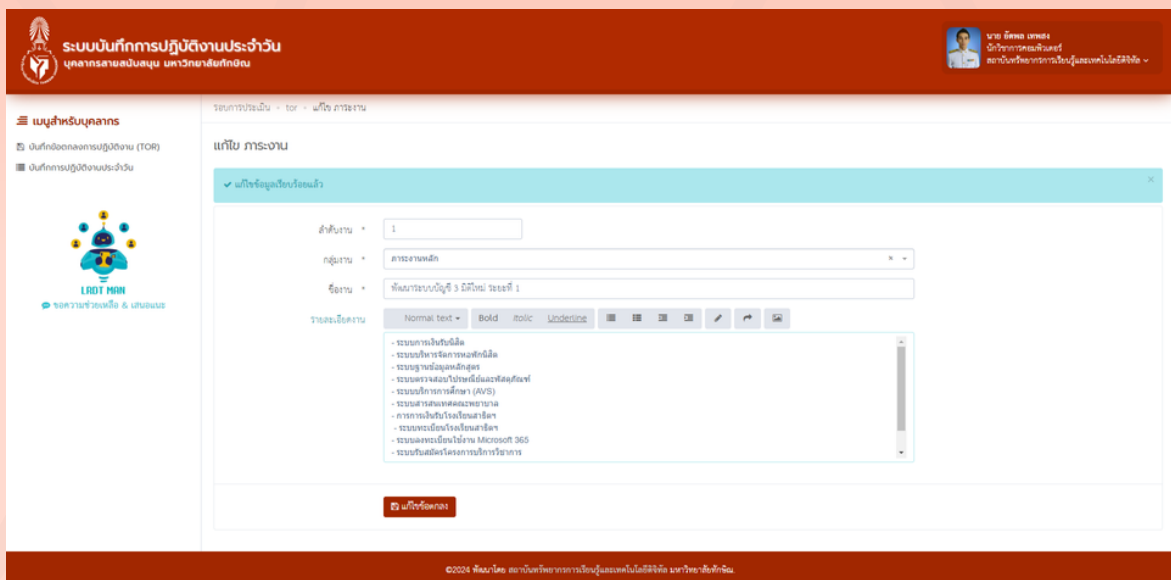 ระบบบันทึกการปฏิบัติงานประจำวัน
บุคลากรสายสนับสนุน มหาวิทยาลัยทักษิณ
นาย อัตพล เทพสง
นักวิชาการคอมพิวเตอร์
สถาบันทรัพยากรการเรียนรู้และเทคโนโลยีดิจิทัล
เมนูสำหรับบุคลากร
บันทึกข้อตกลงการปฏิบัติงาน (TOR)
บันทึกการปฏิบัติงานประจำวัน
LRDT MAN
ขอความช่วยเหลือ & เสนอแนะ
รอบการประเมิน - tor - แก้ไข ภาระงาน
แก้ไข ภาระงาน
แก้ไขข้อมูลเรียบร้อยแล้ว ×
ลำดับงาน * 1
กลุ่มงาน * ภาระงานหลัก ×
ชื่องาน * พัฒนาระบบบัญชี 3 มิติใหม่ ระยะที่ 1
รายละเอียดงาน Normal text Bold Italic Underline
- ระบบการเงินรับนิสิต
- ระบบบริหารจัดการหอพักนิสิต
- ระบบฐานข้อมูลหลักสูตร
- ระบบตรวจสอบไปรษณีย์และพัสดุภัณฑ์
- ระบบบริการการศึกษา (AVS)
- ระบบสารสนเทศคณะพยาบาล
- การการเงินรับโรงเรียนสาธิตฯ
- ระบบทะเบียนโรงเรียนสาธิตฯ
- ระบบลงทะเบียนใช้งาน Microsoft 365
- ระบบรับสมัครโครงการบริการวิชาการ
แก้ไขข้อตกลง
©2024 พัฒนาโดย สถาบันทรัพยากรการเรียนรู้และเทคโนโลยีดิจิทัล มหาวิทยาลัยทักษิณ.